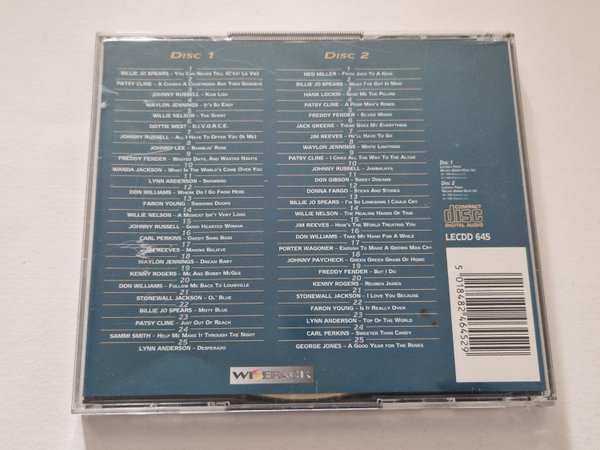 Disc 1
1
Billie Jo Spears - You Can Never Tell (C'est La Vie)
2
Patsy Cline - A Church A Courtroom And Then Goodbye
3
Johnny Russell - Kaw Liga
4
Waylon Jennings - It's So Easy
5
Willie Nelson - The Ghost
6
Dottie West - D.I.V.O.R.C.E.
7
Johnny Russell - All I Have To Offer You (Is Me)
8
Johnny Lee - Ramblin' Rose
9
Freddy Fender - Wasted Days, And Wasted Nights
10
Wanda Jackson - What In The World's Come Over You
11
Lynn Anderson - Snowbird
12
Don Williams - Where Do I Go From Here
13
Faron Young - Swinging Doors
14
Willie Nelson - A Moment Isn't Very Long
15
Johnny Russell - Good Hearted Woman
16
Carl Perkins - Daddy Sang Bass
17
Jim Reeves - Making Believe
18
Waylon Jennings - Dream Baby
19
Kenny Rogers - Me And Bobby McGee
20
Don Williams - Follow Me Back To Louisville
21
Stonewall Jackson - Ol' Blue
22
Billie Jo Spears - Misty Blue
23
Patsy Cline - Just Out Of Reach
24
Sammi Smith - Help Me Make It Through The Night
25
Lynn Anderson - Desperado
Disc 2
1
Ned Miller - From Jack To A King
2
Billie Jo Spears - What I've Got In Mind
3
Hank Locklin - Send Me The Pillow
4
Patsy Cline - A Poor Man's Roses
5
Freddy Fender - Silver Wings
6
Jack Greene - There Goes My Everything
7
Jim Reeves - He'll Have To Go
8
Waylon Jennings - White Lightning
9
Patsy Cline - I Cried All The Way To The Altar
10
Johnny Russell - Jambalaya
11
Don Gibson - Sweet Dreams
12
Donna Fargo - Sticks And Stones
13
Billie Jo Spears - I'm So Lonesome I Could Cry
14
Willie Nelson - The Healing Hands Of Time
15
Jim Reeves - How's The World Treating You
16
Don Williams - Take My Hand For A While
17
Porter Wagoner - Enough To Make A Grown Man Cry
18
Johnny Paycheck - Green Green Grass Of Home
19
Freddy Fender - But I Do
20
Kenny Rogers - Reuben James
21
Stonewall Jackson - I Love You Because
22
Faron Young - Is It Really Over
23
Lynn Anderson - Top Of The World
24
Carl Perkins - Sweeter Than Candy
25
George Jones - A Good Year For The Roses
Disc 1
Disc 2
COMPACT
disc
DIGITAL AUDIO
LECDD 645
5 018482 464529
WISEPACK